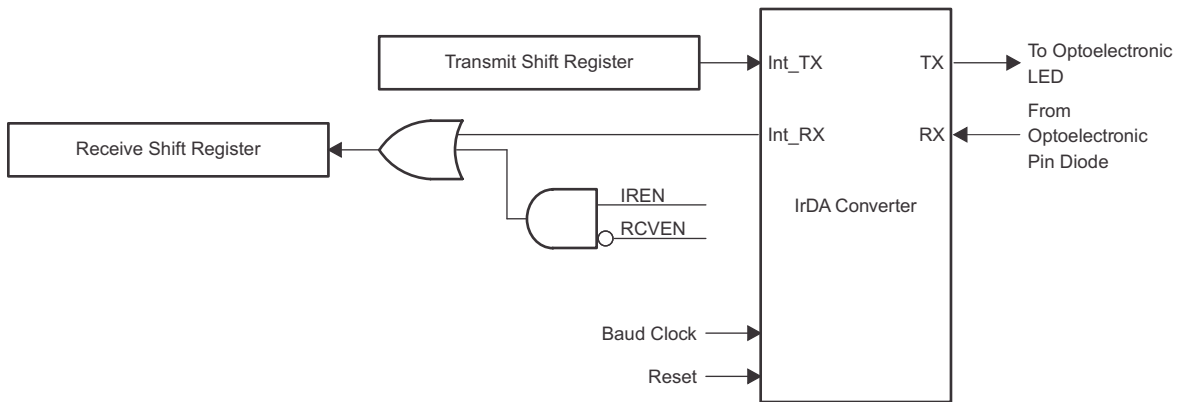 Transmit Shift Register
Int_TX
TX
To Optoelectronic
LED
Receive Shift Register
Int_RX
RX
From
Optoelectronic
Pin Diode
IREN
RCVEN
IrDA Converter
Baud Clock
Reset